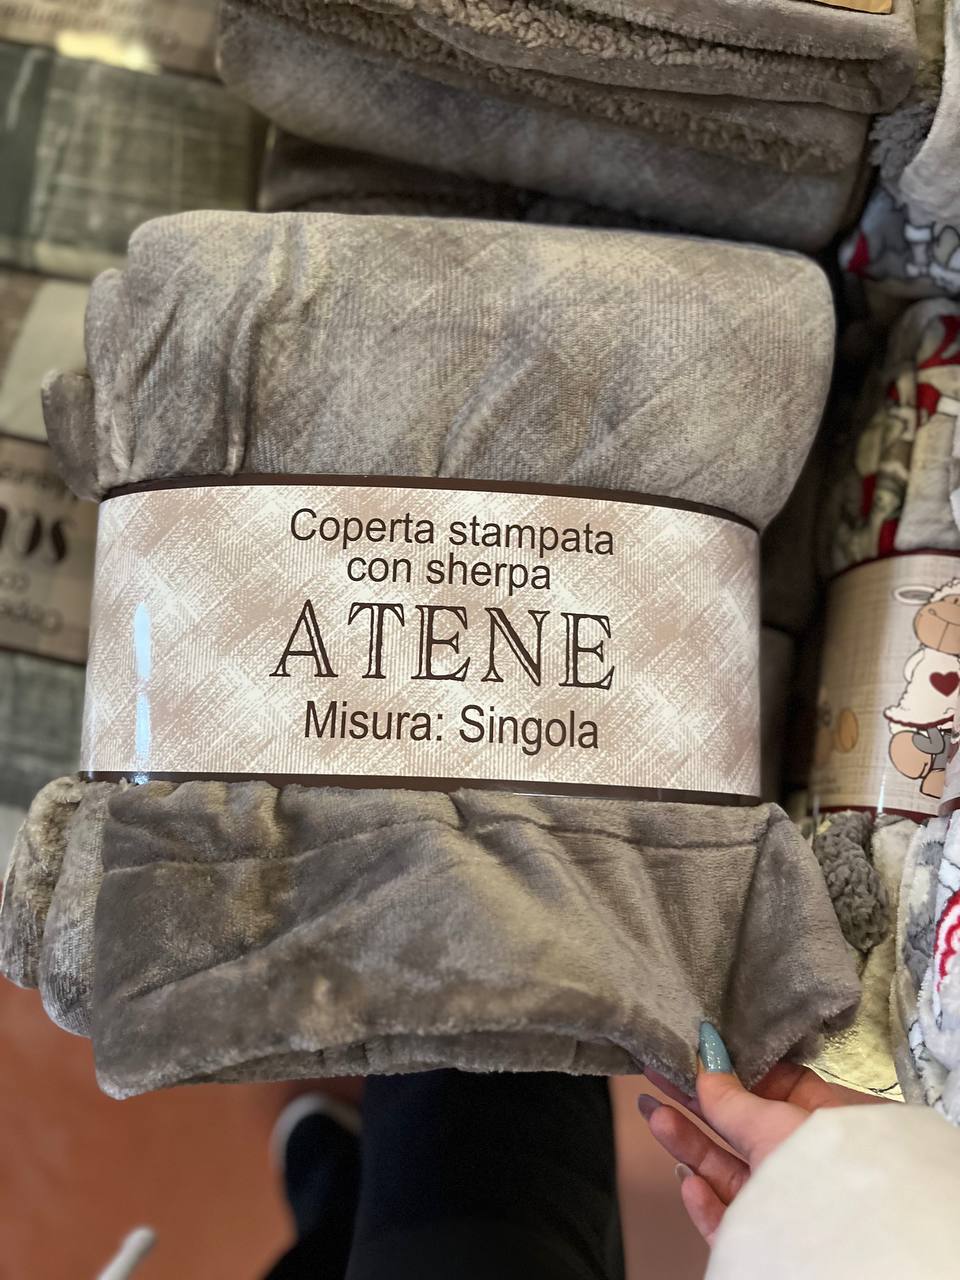 Coperta stampata
con sherpa
ATENE
Misura: Singola